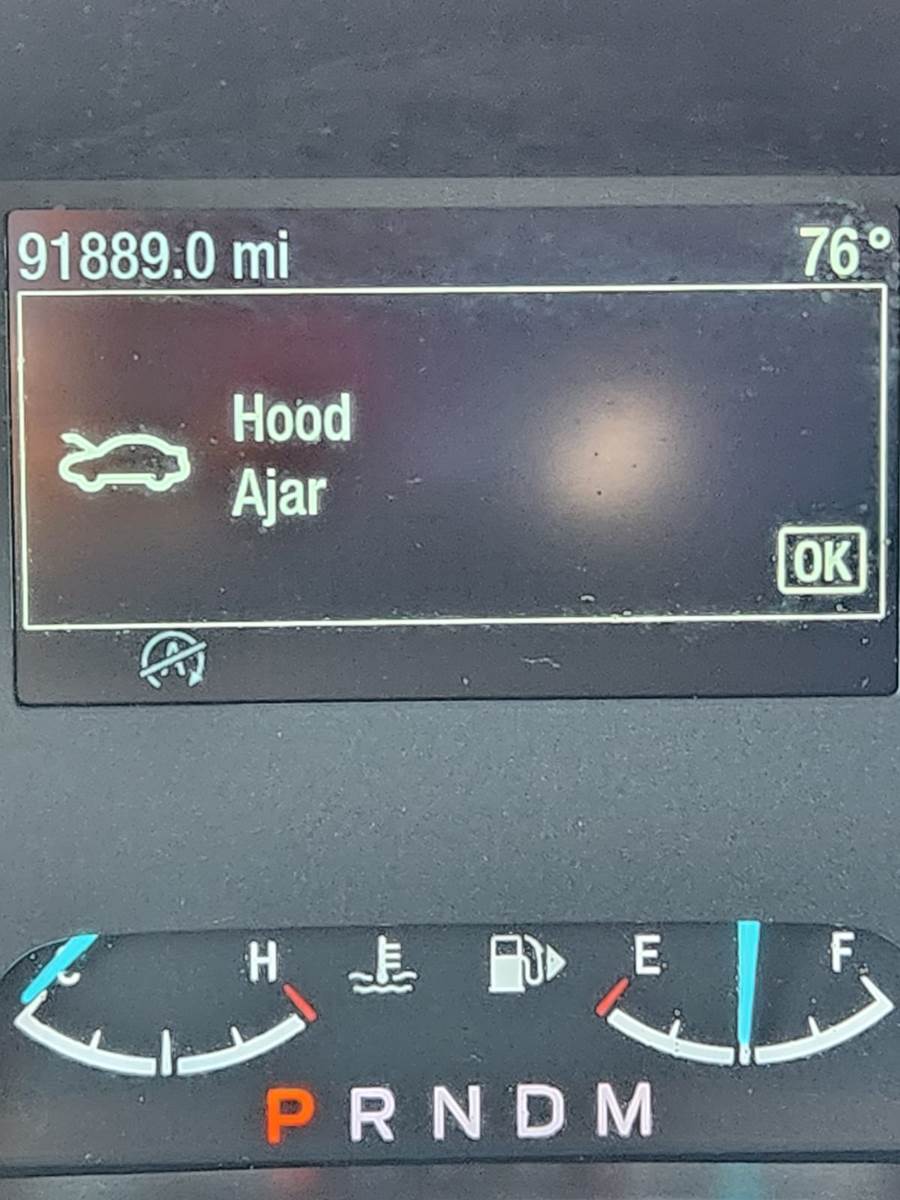 91889.0 mi 76°
Hood
Ajar
OK
A
C H E F
P R N D M